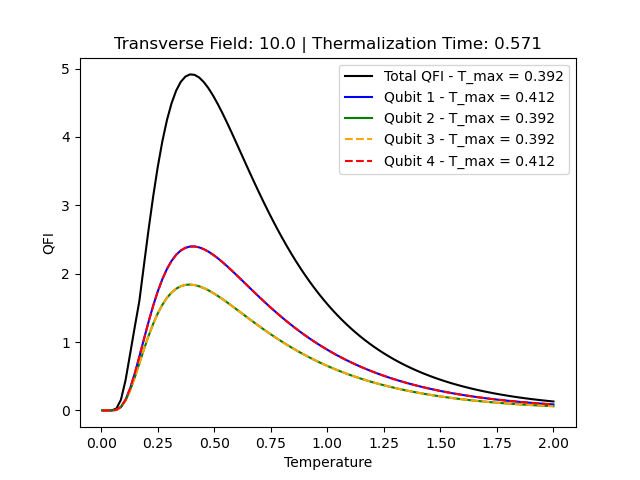 Transverse Field: 10.0 | Thermalization Time: 0.571
Total QFI - T_max = 0.392
Qubit 1 - T_max = 0.412
Qubit 2 - T_max = 0.392
Qubit 3 - T_max = 0.392
Qubit 4 - T_max = 0.412
QFI
5
4
3
2
1
0
0.00 0.25 0.50 0.75 1.00 1.25 1.50 1.75 2.00
Temperature